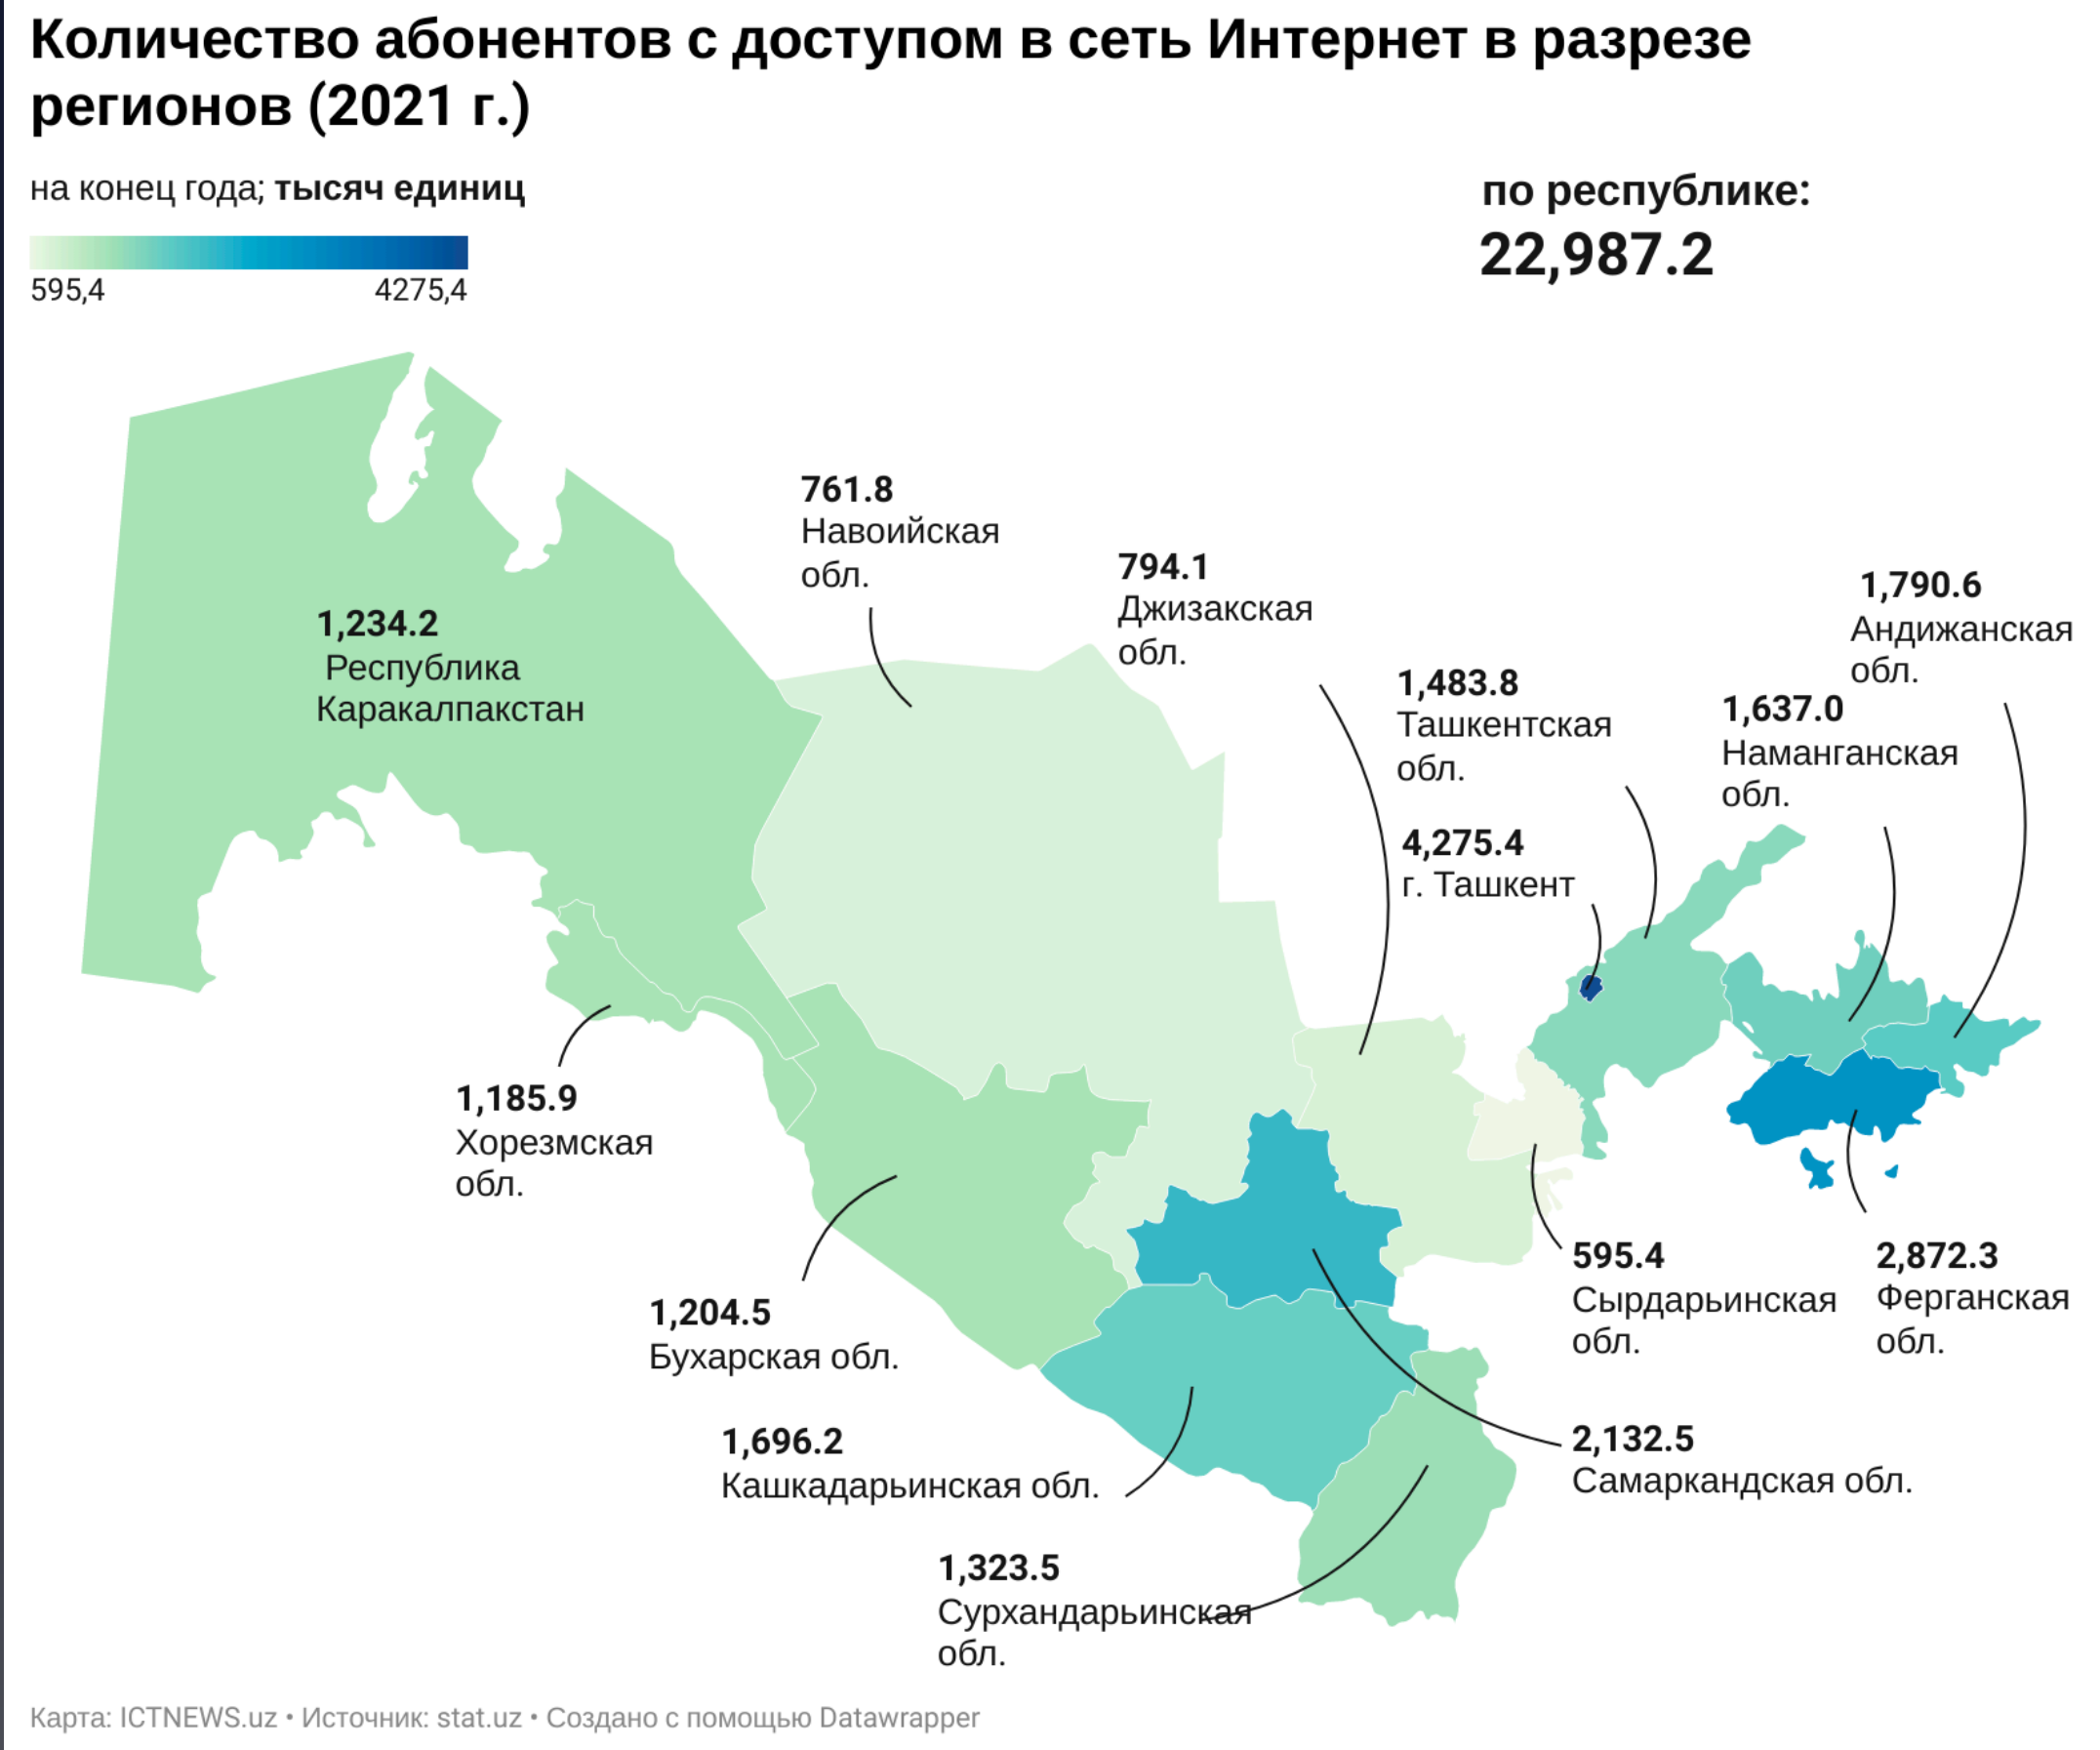 Количество абонентов с доступом в сеть Интернет в разрезе
регионов (2021 г.)
на конец года; тысяч единиц
595,4
4275,4
по республике:
22,987.2
761.8
Навоийская
обл.
794.1
Джизакская
обл.
1,790.6
Андижанская
обл.
1,234.2
Республика
Каракалпакстан
1,483.8
Ташкентская
обл.
1,637.0
Наманганская
обл.
4,275.4
г. Ташкент
1,185.9
Хорезмская
обл.
595.4
Сырдарьинская
обл.
2,872.3
Ферганская
обл.
1,204.5
Бухарская обл.
1,696.2
Кашкадарьинская обл.
2,132.5
Самаркандская обл.
1,323.5
Сурхандарьинская
обл.
Карта: ICTNEWS.uz • Источник: stat.uz • Создано с помощью Datawrapper